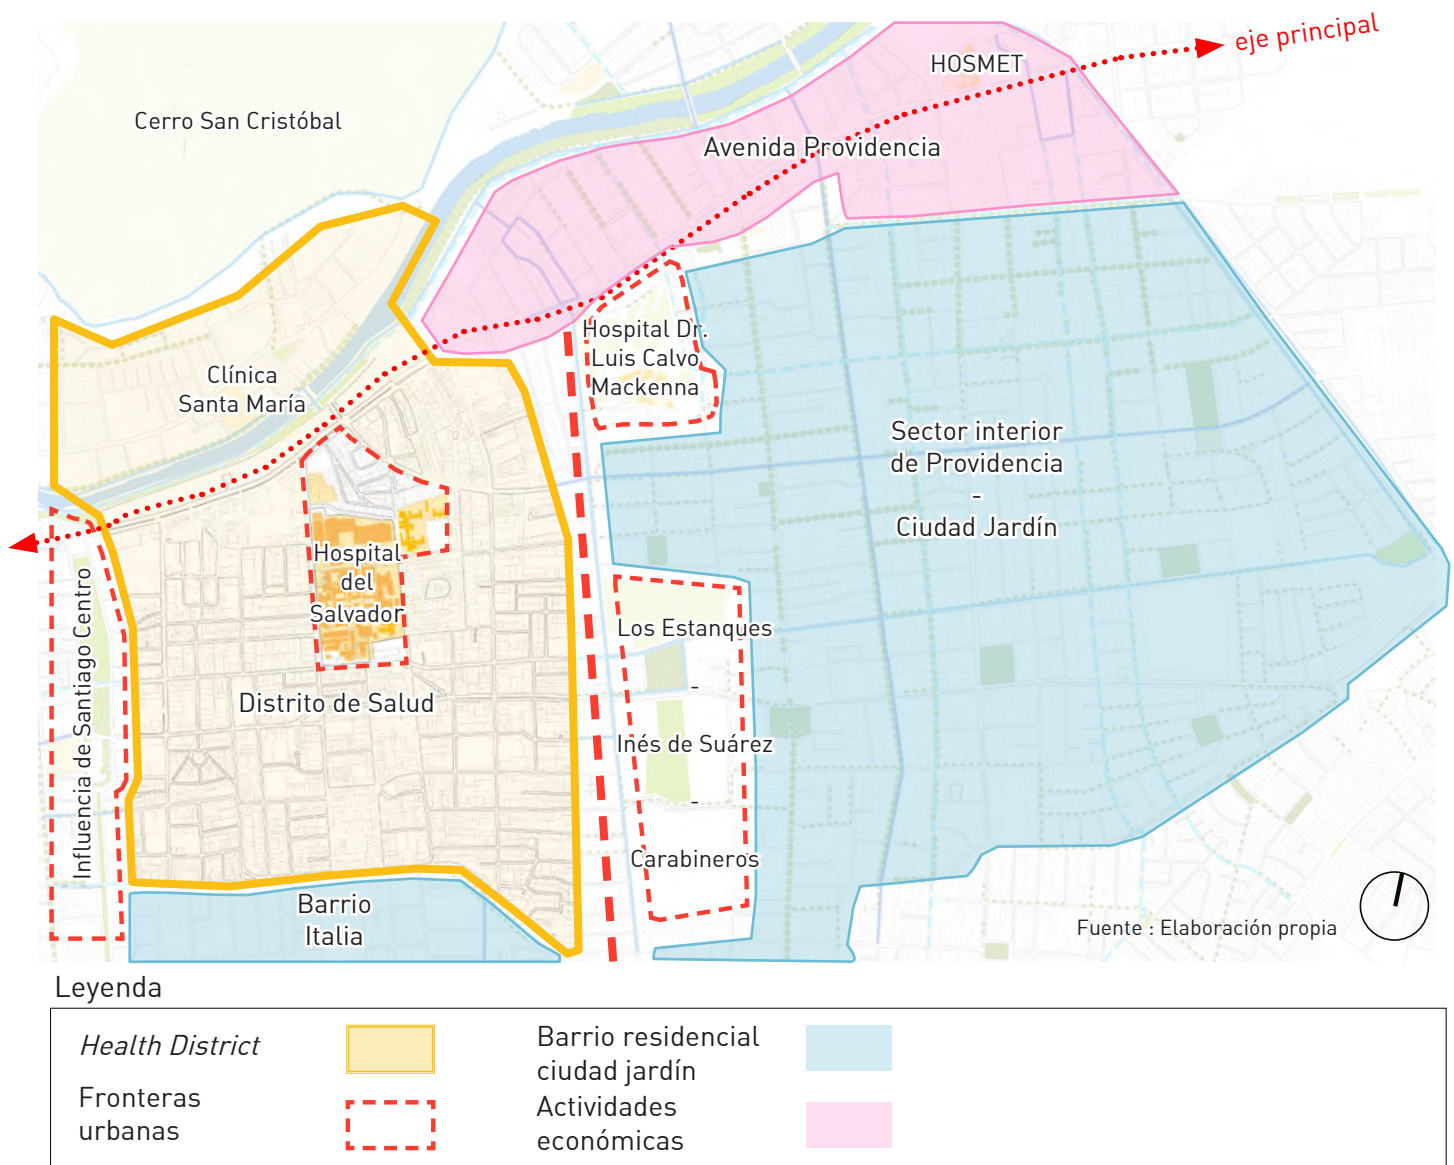 eje principal
HOSMET
Cerro San Cristóbal
Avenida Providencia
Hospital Dr.
Luis Calvo
Mackenna
Clínica
Santa María
Sector interior
de Providencia
-
Ciudad Jardín
Hospital
del
Salvador
Influencia de Santiago Centro
Los Estanques
-
Inés de Suárez
-
Carabineros
Distrito de Salud
Barrio
Italia
Fuente : Elaboración propia
Leyenda
Health District
Fronteras
urbanas
Barrio residencial
ciudad jardín
Actividades
económicas